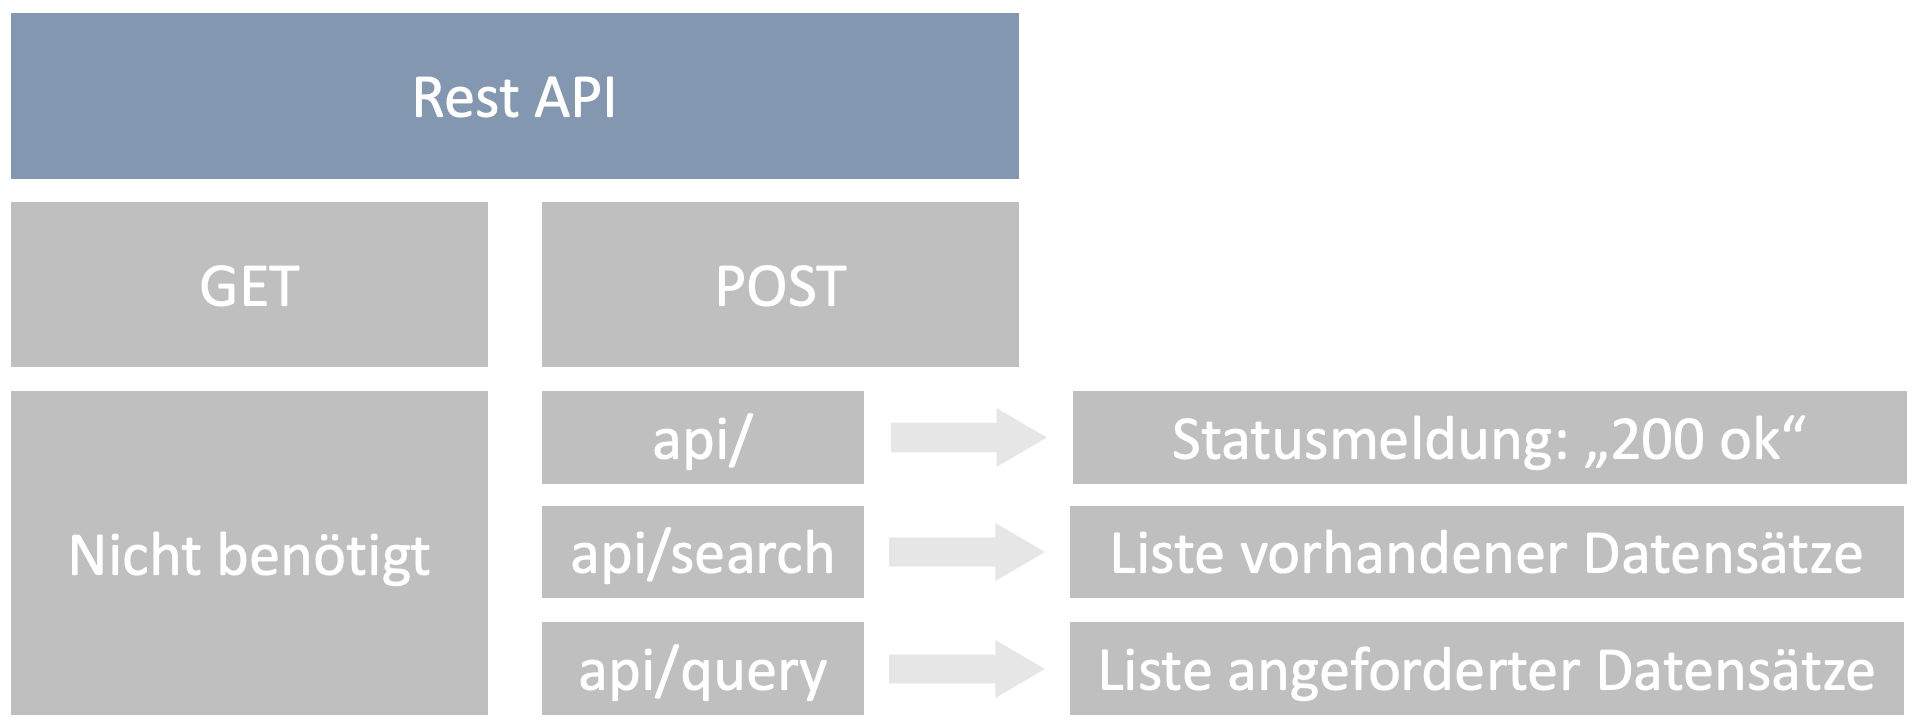 Rest API
GET
POST
Nicht benötigt
api/
Statusmeldung: „200 ok“
api/search
Liste vorhandener Datensätze
api/query
Liste angeforderter Datensätze